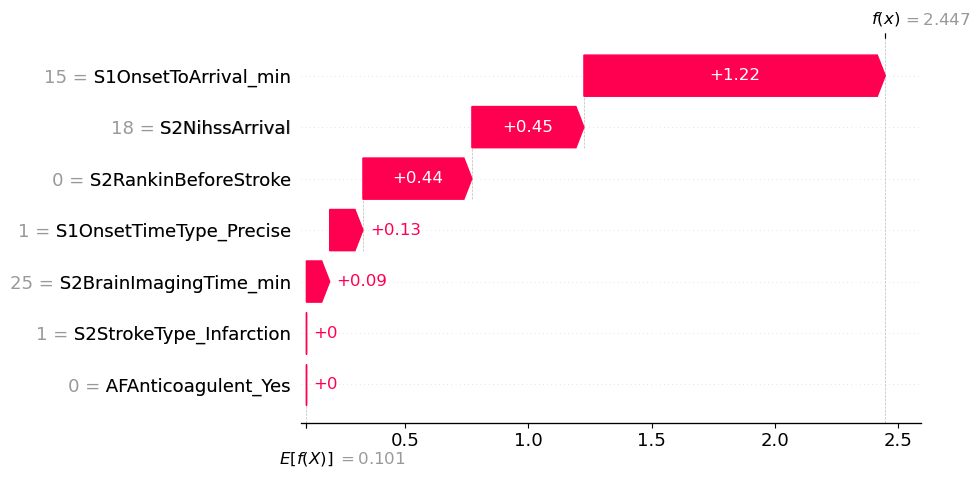 f(x) = 2.447
15 = S1OnsetToArrival_min
+1.22
18 = S2NihssArrival
+0.45
0 = S2RankinBeforeStroke
+0.44
1 = S1OnsetTimeType_Precise
+0.13
25 = S2BrainImagingTime_min
+0.09
1 = S2StrokeType_Infarction
+0
0 = AFAnticoagulent_Yes
+0
0.5 1.0 1.5 2.0 2.5
E[f(X)] = 0.101